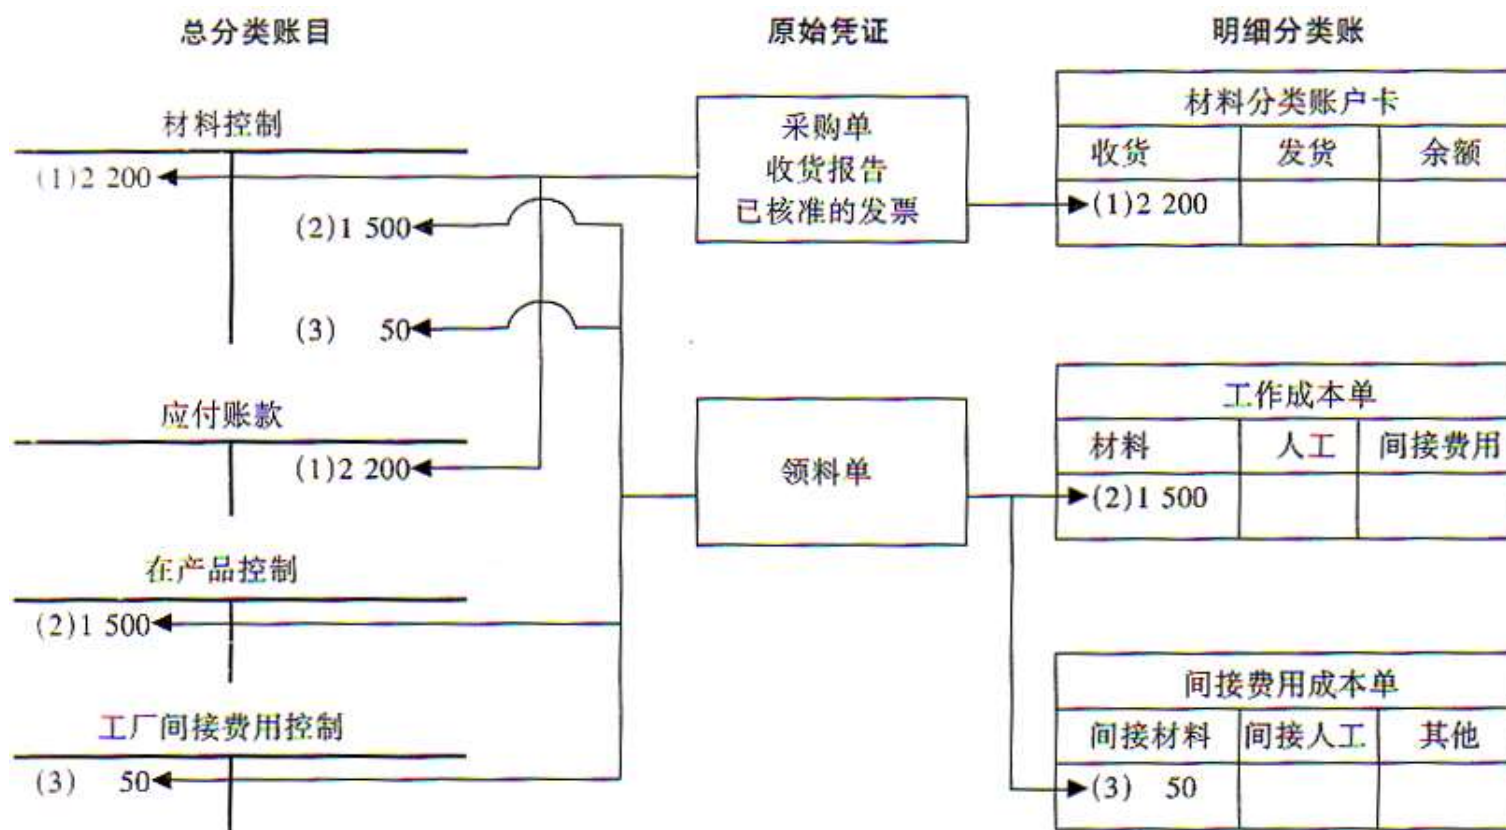 总分类账目 原始凭证 明细分类账
材料控制
(1)2 200
(2)1 500
(3) 50
应付账款
(1)2 200
在产品控制
(2)1 500
工厂间接费用控制
(3) 50
采购单
收货报告
已核准的发票
领料单
材料分类账户卡
收货 发货 余额
(1)2 200
工作成本单
材料 人工 间接费用
(2)1 500
间接费用成本单
间接材料 间接人工 其他
(3) 50